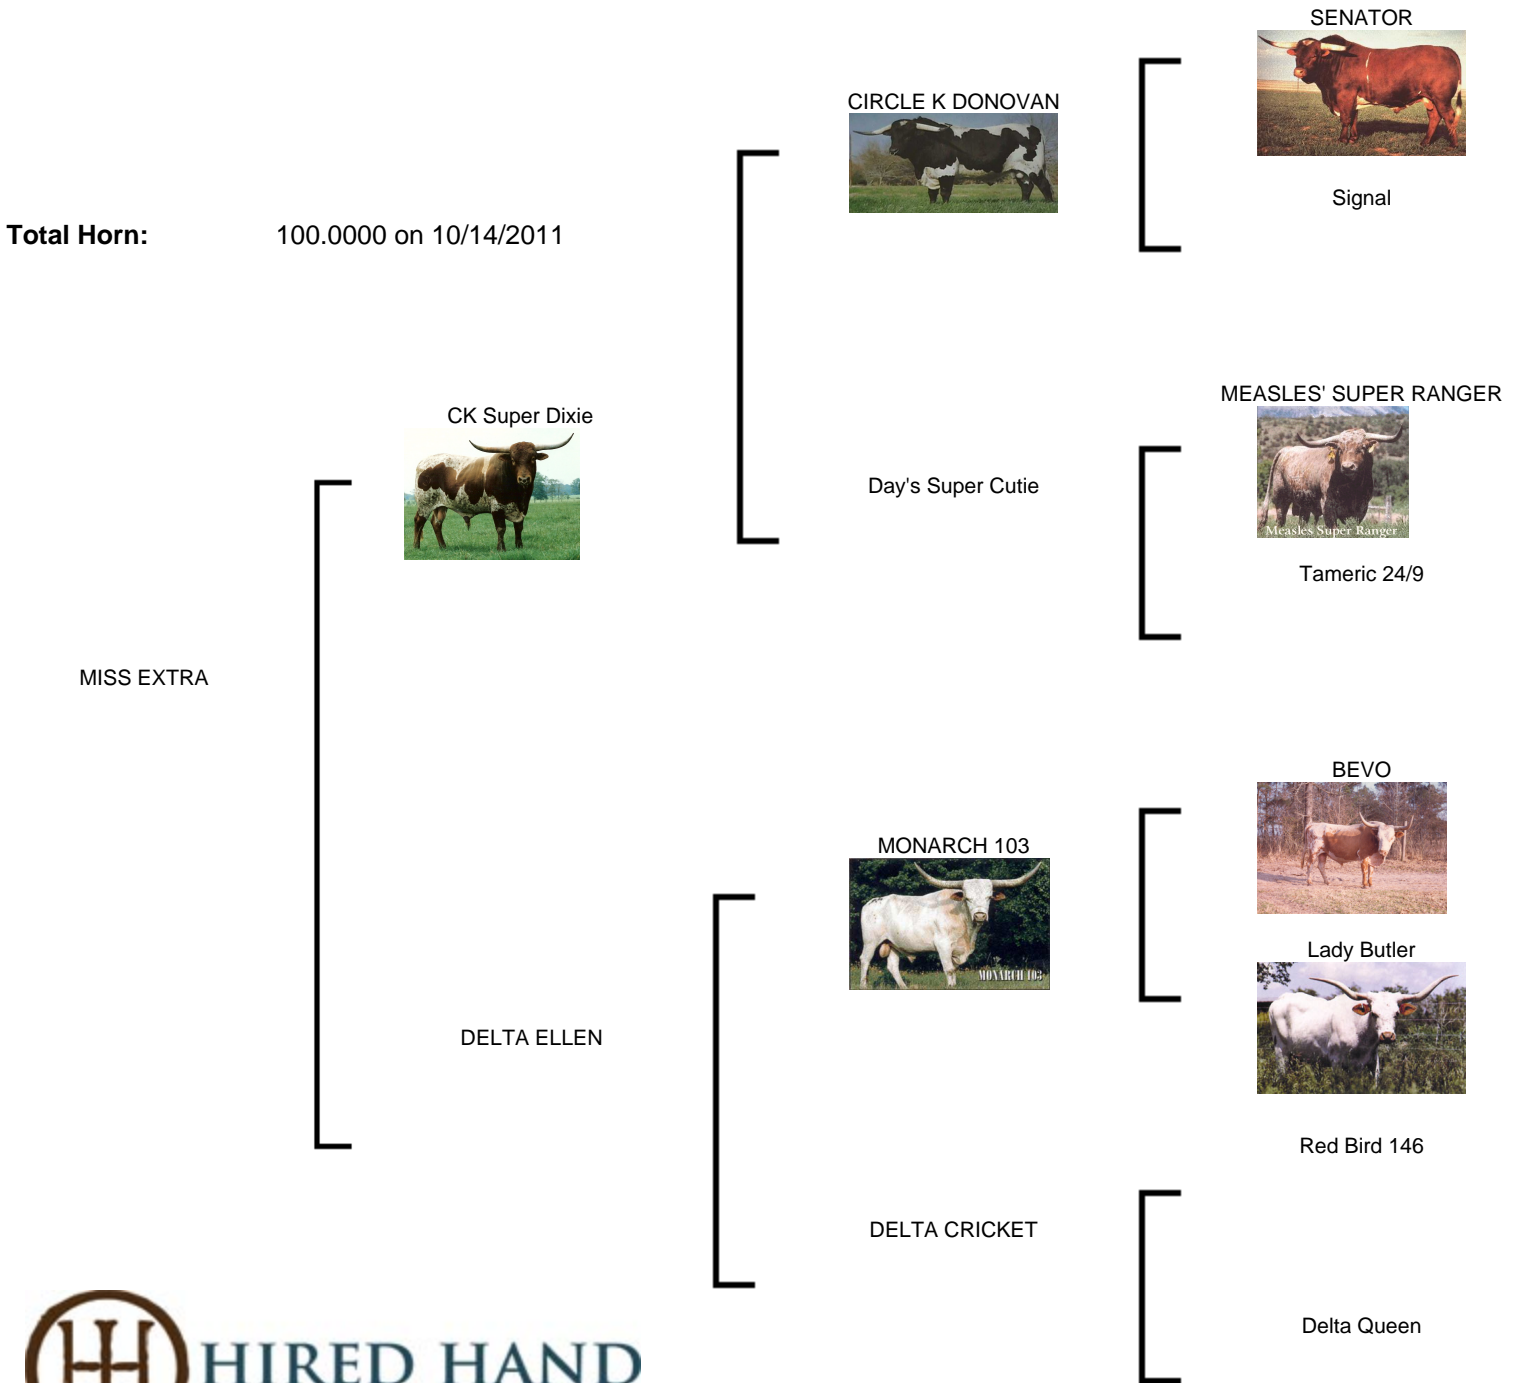 SENATOR
CIRCLE K DONOVAN
Signal
Total Horn: 100.0000 on 10/14/2011
MEASLES' SUPER RANGER
CK Super Dixie
Day's Super Cutie
Measles Super Ranger
Tameric 24/9
MISS EXTRA
BEVO
MONARCH 103
MONARCH 103
Lady Butler
DELTA ELLEN
Red Bird 146
DELTA CRICKET
Delta Queen
HIRED HAND